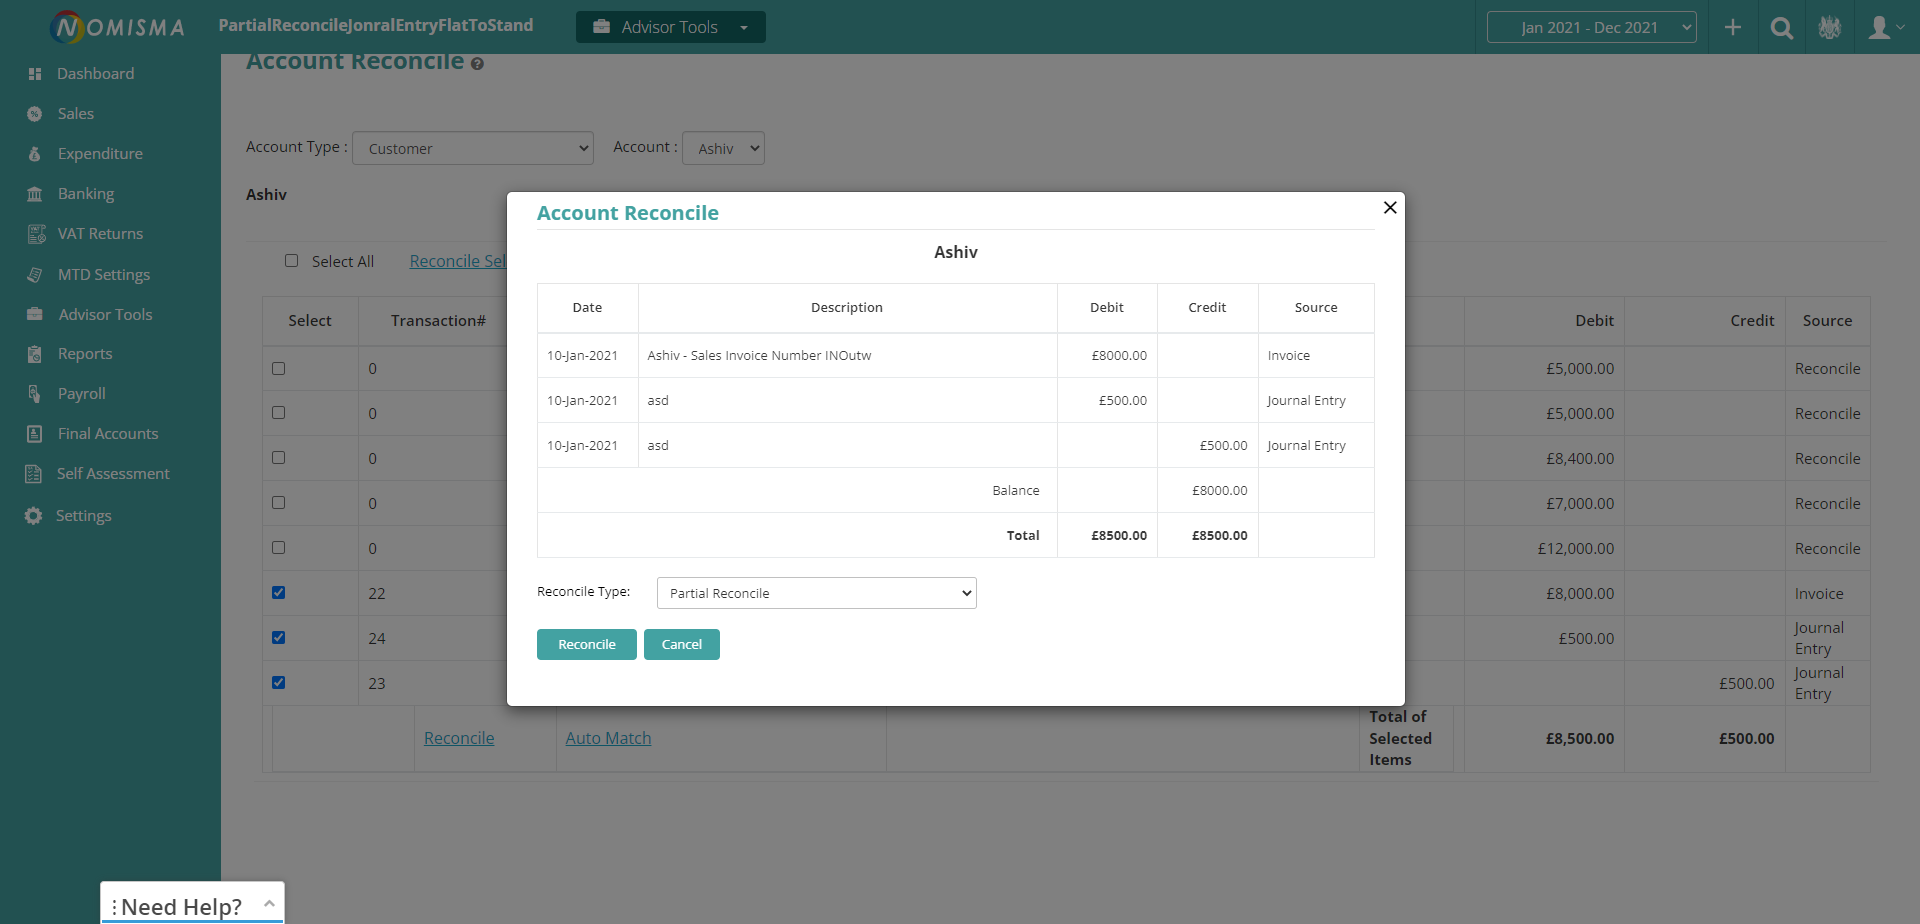 NOMISMA
PartialReconcileJonralEntryFlatToStand
Advisor Tools
Jan 2021 - Dec 2021
Dashboard
Sales
Expenditure
Banking
VAT Returns
MTD Settings
Advisor Tools
Reports
Payroll
Final Accounts
Self Assessment
Settings
Account Reconcile
Account Type : Customer Account : Ashiv
Ashiv
Select All Reconcile Sel
Select Transaction# Debit Credit Source
0 £5,000.00 Reconcile
0 £5,000.00 Reconcile
0 £8,400.00 Reconcile
0 £7,000.00 Reconcile
0 £12,000.00 Reconcile
22 £8,000.00 Invoice
24 £500.00 Journal Entry
23 £500.00 Journal Entry
Reconcile Auto Match Total of Selected Items £8,500.00 £500.00
Account Reconcile
Ashiv
Date Description Debit Credit Source
10-Jan-2021 Ashiv - Sales Invoice Number INOutw £8000.00 Invoice
10-Jan-2021 asd £500.00 Journal Entry
10-Jan-2021 asd £500.00 Journal Entry
Balance £8000.00
Total £8500.00 £8500.00
Reconcile Type: Partial Reconcile
Reconcile Cancel
Need Help?